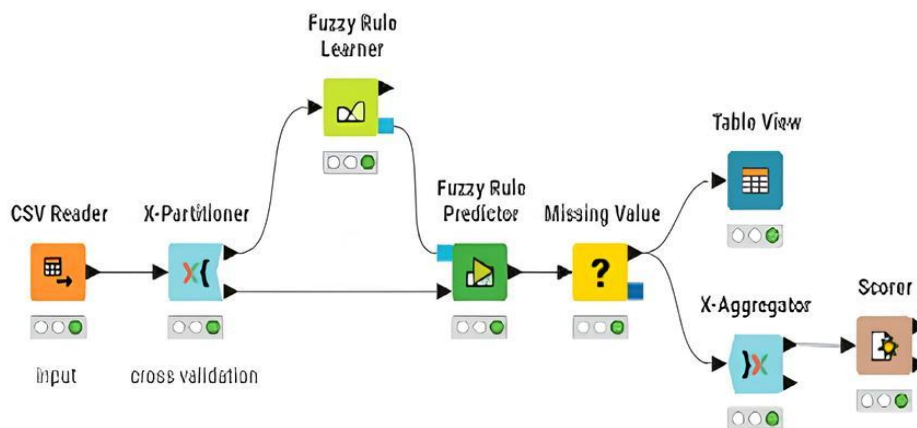 Fuzzy Rule
Learner
Table View
CSV Reader
X-Partitioner
Fuzzy Rule
Predictor
Missing Value
?
X-Aggregator
Scorer
input
cross validation